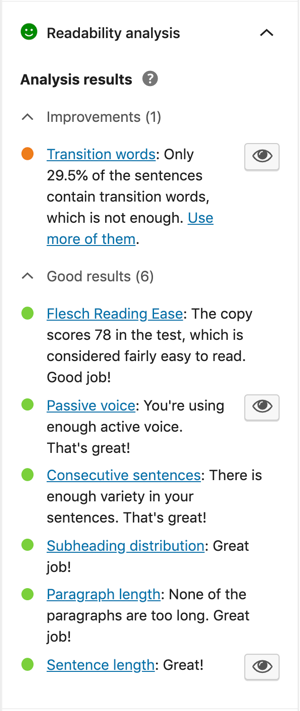 Readability analysis
Analysis results ?
Improvements (1)
Transition words: Only
29.5% of the sentences
contain transition words,
which is not enough. Use
more of them.
Good results (6)
Flesch Reading Ease: The copy
scores 78 in the test, which is
considered fairly easy to read.
Good job!
Passive voice: You're using
enough active voice.
That's great!
Consecutive sentences: There is
enough variety in your
sentences. That's great!
Subheading distribution: Great
job!
Paragraph length: None of the
paragraphs are too long. Great
job!
Sentence length: Great!